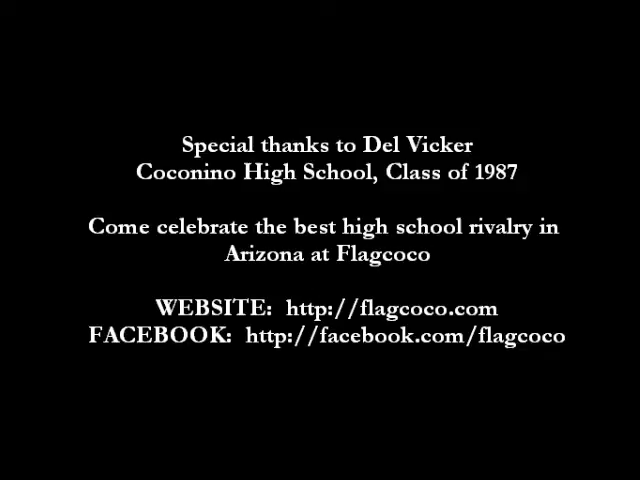 Special thanks to Del Vicker
Coconino High School, Class of 1987
Come celebrate the best high school rivalry in
Arizona at Flagcoco
WEBSITE:  http://flagcoco.com
FACEBOOK:  http://facebook.com/flagcoco